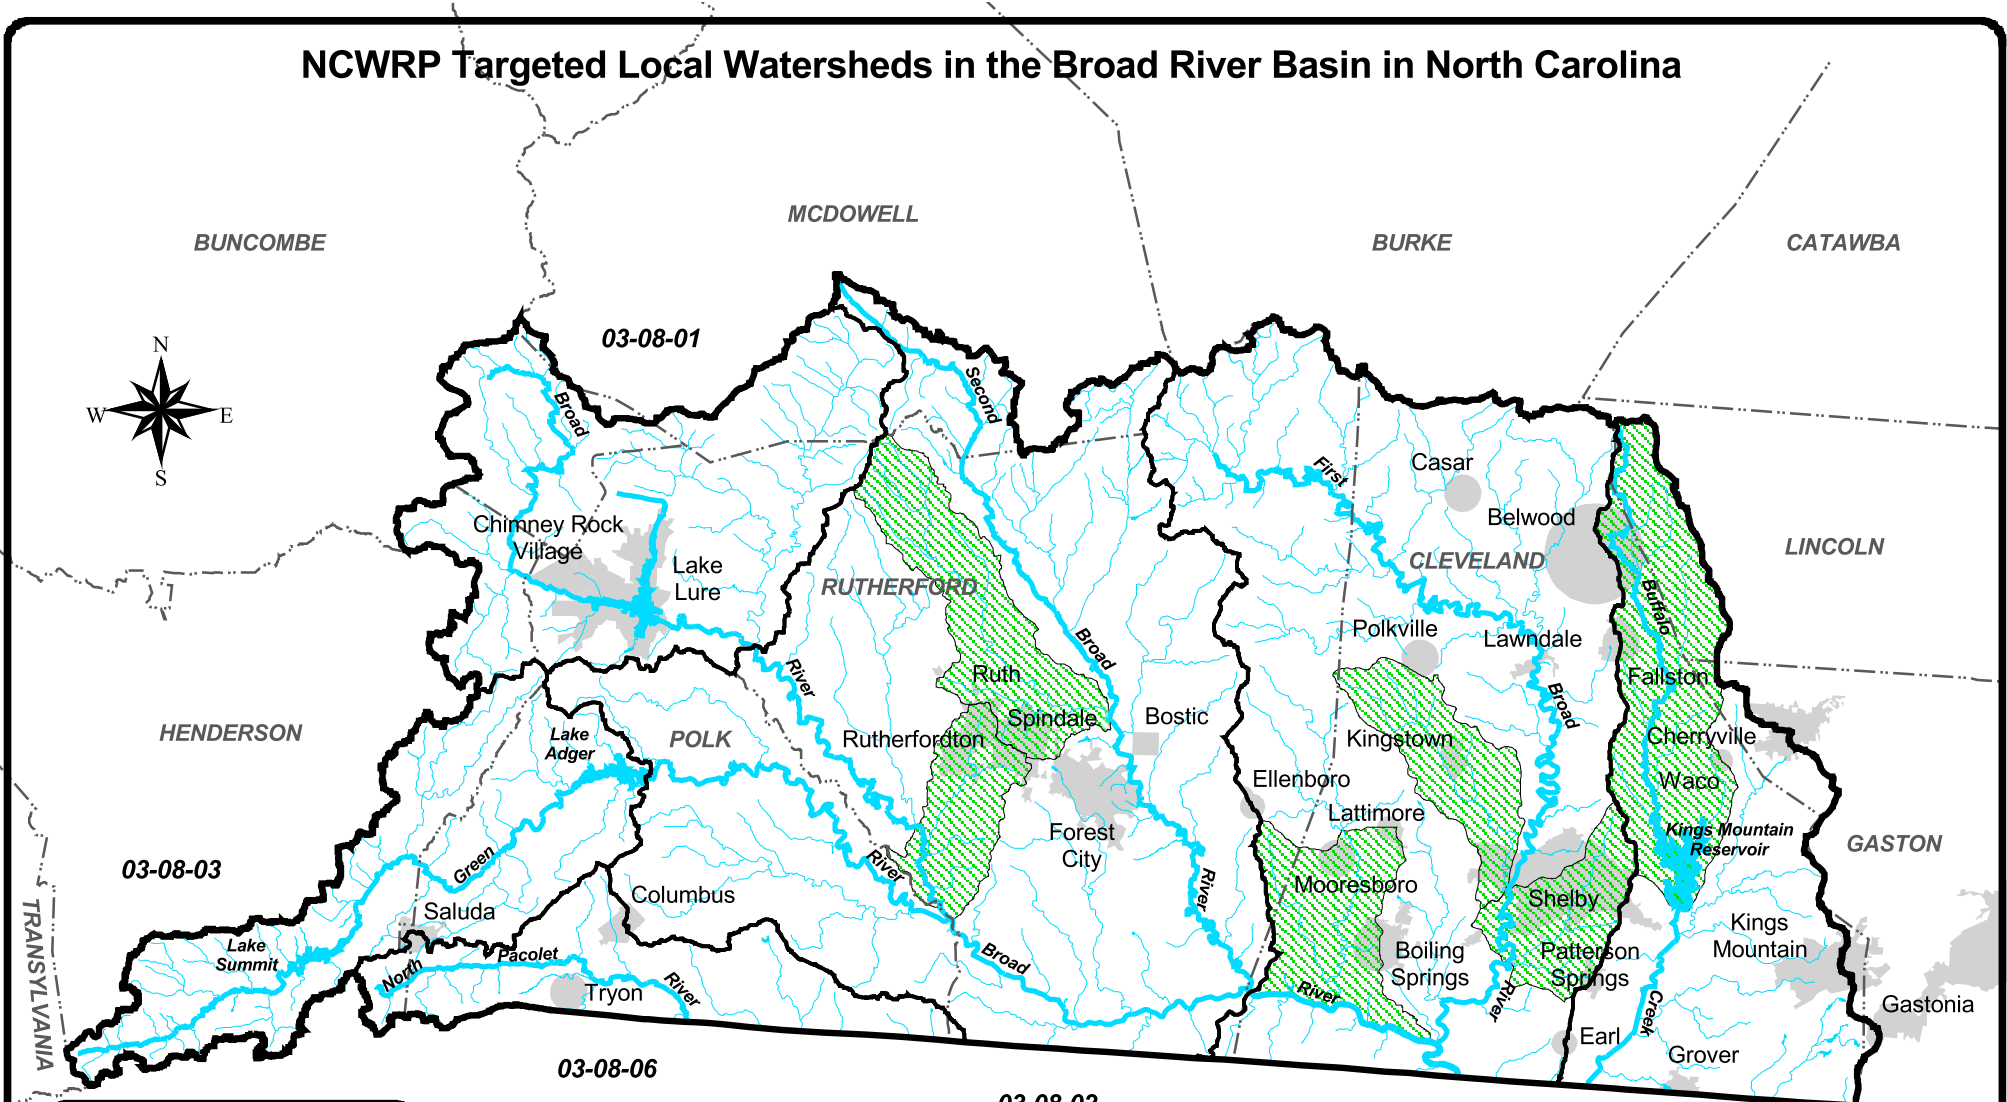 NCWRP Targeted Local Watersheds in the Broad River Basin in North Carolina
MCDOWELL
BUNCOMBE
BURKE
CATAWBA
03-08-01
N
W
E
S
Second
Broad
Casar
First
Belwood
Chimney Rock
Village
Lake
Lure
CLEVELAND
LINCOLN
RUTHERFORD
Buffalo
Polkville
Lawndale
Broad
River
Ruth
Fallston
Broad
Spindale
Bostic
HENDERSON
Lake
Adger
POLK
Rutherfordton
Kingstown
Cherryville
Ellenboro
Waco
Lattimore
Forest
City
Kings Mountain
Reservoir
GASTON
03-08-03
Green
River
River
Columbus
Mooresboro
Shelby
TRANSYLVANIA
Saluda
Kings
Mountain
Lake
Summit
Pacolet
North
Broad
Boiling
Springs
Patterson
Springs
River
Tryon
River
River
Creek
Gastonia
Earl
Grover
03-08-06
03-08-02